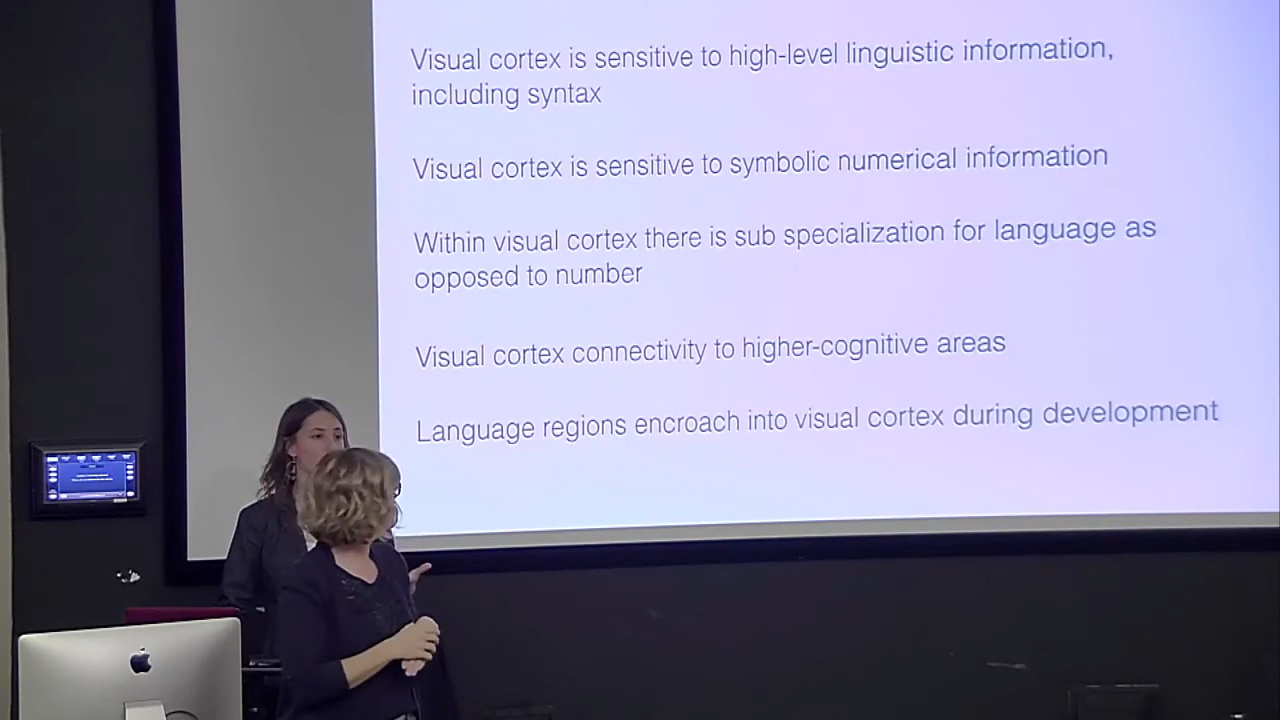 Visual cortex is sensitive to high-level linguistic information,
including syntax
Visual cortex is sensitive to symbolic numerical information
Within visual cortex there is sub specialization for language as
opposed to number
Visual cortex connectivity to higher-cognitive areas
Language regions encroach into visual cortex during development